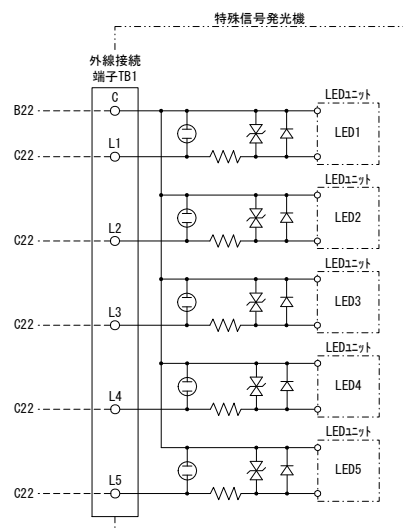 特殊信号発光機
外線接続
端子TB1
C
LEDユニット
B22
LED1
L1
C22
LEDユニット
L2
LED2
C22
LEDユニット
L3
LED3
C22
LEDユニット
L4
LED4
C22
LEDユニット
L5
LED5
C22